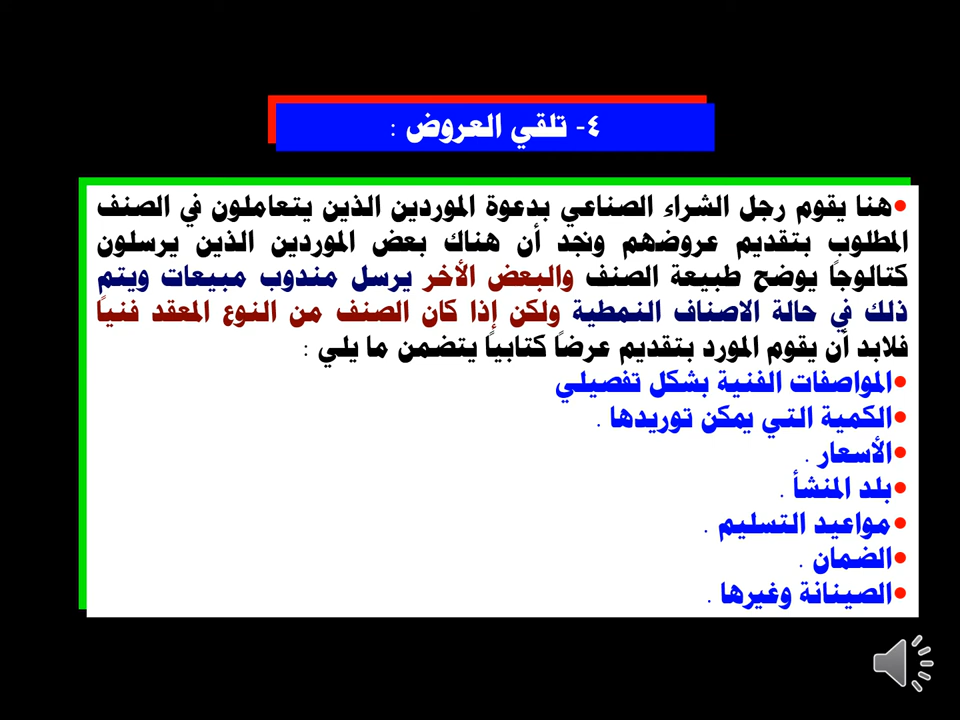 ٤- تلقي العروض :
•هنا يقوم رجل الشراء الصناعي بدعوة الموردين الذين يتعاملون في الصنف
المطلوب بتقديم عروضهم ونجد أن هناك بعض الموردين الذين يرسلون
كتالوجاً يوضح طبيعة الصنف والبعض الأخر يرسل مندوب مبيعات ويتم
ذلك في حالة الاصناف النمطية ولكن إذا كان الصنف من النوع المعقد فنياً
فلابد أن يقوم المورد بتقديم عرضاً كتابياً يتضمن ما يلي :
•المواصفات الفنية بشكل تفصيلي
•الكمية التي يمكن توريدها .
•الأسعار .
•بلد المنشأ .
•مواعيد التسليم .
•الضمان .
•الصينانة وغيرها .